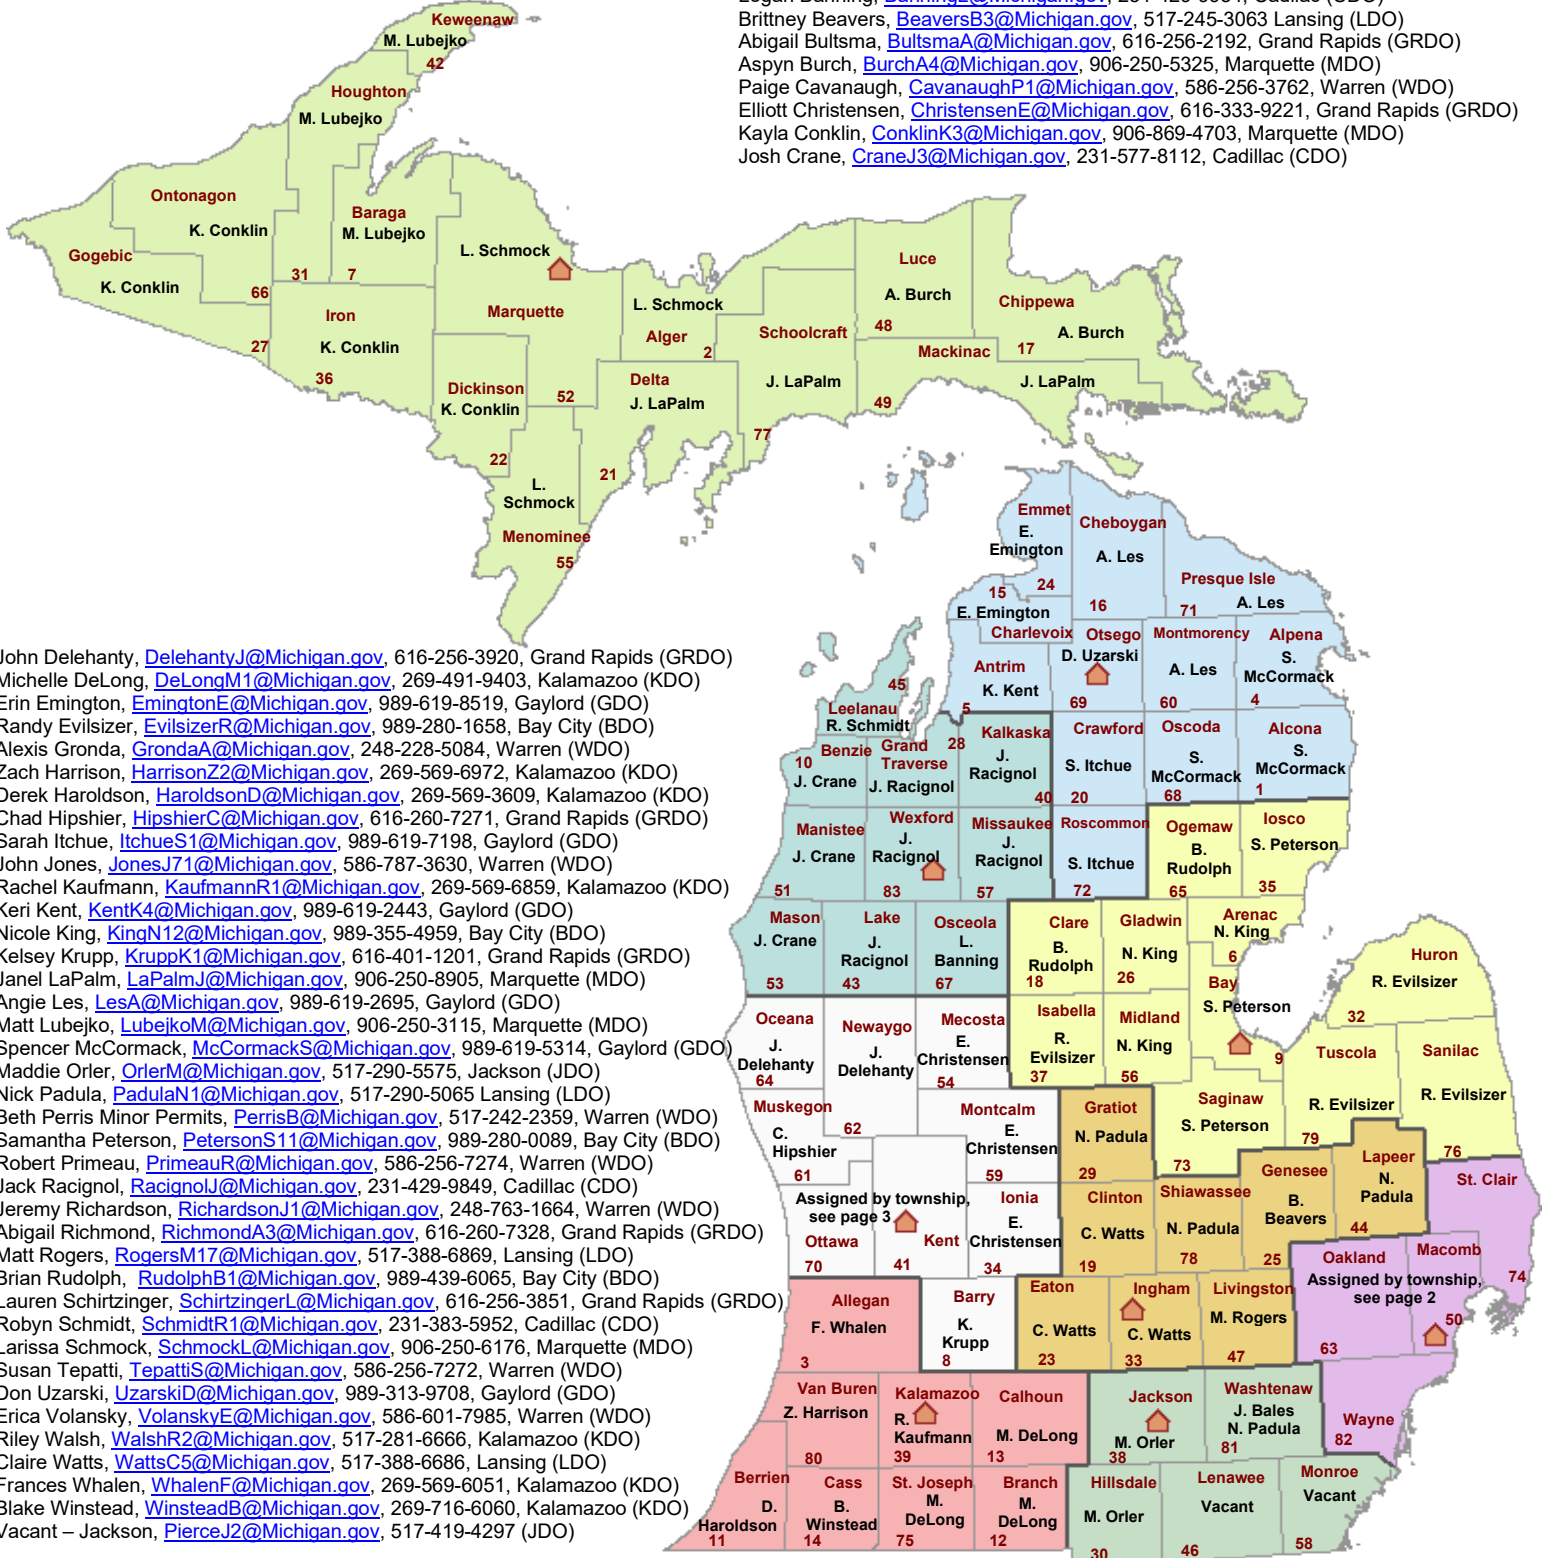 Brittney Beavers, BeaversB3@Michigan.gov, 517-245-3063 Lansing (LDO)
Abigail Bultsma, BultsmaA@Michigan.gov, 616-256-2192, Grand Rapids (GRDO)
Aspyn Burch, BurchA4@Michigan.gov, 906-250-5325, Marquette (MDO)
Paige Cavanaugh, CavanaughP1@Michigan.gov, 586-256-3762, Warren (WDO)
Elliott Christensen, ChristensenE@Michigan.gov, 616-333-9221, Grand Rapids (GRDO)
Kayla Conklin, ConklinK3@Michigan.gov, 906-869-4703, Marquette (MDO)
Josh Crane, CraneJ3@Michigan.gov, 231-577-8112, Cadillac (CDO)
Keweenaw
M. Lubejko
42
Houghton
M. Lubejko
31
Ontonagon
K. Conklin
66
Baraga
M. Lubejko
7
Gogebic
K. Conklin
27
Iron
K. Conklin
36
L. Schmock
Marquette
52
L. Schmock
Alger
2
Schoolcraft
J. LaPalm
77
Luce
A. Burch
48
Chippewa
A. Burch
17
Mackinac
J. LaPalm
49
Dickinson
K. Conklin
22
Delta
J. LaPalm
21
L.
Schmock
Menominee
55
John Delehanty, DelehantyJ@Michigan.gov, 616-256-3920, Grand Rapids (GRDO)
Michelle DeLong, DeLongM1@Michigan.gov, 269-491-9403, Kalamazoo (KDO)
Erin Emington, EmingtonE@Michigan.gov, 989-619-8519, Gaylord (GDO)
Randy Evilsizer, EvilsizerR@Michigan.gov, 989-280-1658, Bay City (BDO)
Alexis Gronda, GrondaA@Michigan.gov, 248-228-5084, Warren (WDO)
Zach Harrison, HarrisonZ2@Michigan.gov, 269-569-6972, Kalamazoo (KDO)
Derek Haroldson, HaroldsonD@Michigan.gov, 269-569-3609, Kalamazoo (KDO)
Chad Hipshier, HipshierC@Michigan.gov, 616-260-7271, Grand Rapids (GRDO)
Sarah Itchue, ItchueS1@Michigan.gov, 989-619-7198, Gaylord (GDO)
John Jones, JonesJ71@Michigan.gov, 586-787-3630, Warren (WDO)
Rachel Kaufmann, KaufmannR1@Michigan.gov, 269-569-6859, Kalamazoo (KDO)
Keri Kent, KentK4@Michigan.gov, 989-619-2443, Gaylord (GDO)
Nicole King, KingN12@Michigan.gov, 989-355-4959, Bay City (BDO)
Kelsey Krupp, KruppK1@Michigan.gov, 616-401-1201, Grand Rapids (GRDO)
Janel LaPalm, LaPalmJ@Michigan.gov, 906-250-8905, Marquette (MDO)
Angie Les, LesA@Michigan.gov, 989-619-2695, Gaylord (GDO)
Matt Lubejko, LubejkoM@Michigan.gov, 906-250-3115, Marquette (MDO)
Spencer McCormack, McCormackS@Michigan.gov, 989-619-5314, Gaylord (GDO)
Maddie Orler, OrlerM@Michigan.gov, 517-290-5575, Jackson (JDO)
Nick Padula, PadulaN1@Michigan.gov, 517-290-5065 Lansing (LDO)
Beth Perris Minor Permits, PerrisB@Michigan.gov, 517-242-2359, Warren (WDO)
Samantha Peterson, PetersonS11@Michigan.gov, 989-280-0089, Bay City (BDO)
Robert Primeau, PrimeauR@Michigan.gov, 586-256-7274, Warren (WDO)
Jack Racignol, RacignolJ@Michigan.gov, 231-429-9849, Cadillac (CDO)
Jeremy Richardson, RichardsonJ1@Michigan.gov, 248-763-1664, Warren (WDO)
Abigail Richmond, RichmondA3@Michigan.gov, 616-260-7328, Grand Rapids (GRDO)
Matt Rogers, RogersM17@Michigan.gov, 517-388-6869, Lansing (LDO)
Brian Rudolph, RudolphB1@Michigan.gov, 989-439-6065, Bay City (BDO)
Lauren Schirtzinger, SchirtzingerL@Michigan.gov, 616-256-3851, Grand Rapids (GRDO)
Robyn Schmidt, SchmidtR1@Michigan.gov, 231-383-5952, Cadillac (CDO)
Larissa Schmock, SchmockL@Michigan.gov, 906-250-6176, Marquette (MDO)
Susan Tepatti, TepattiS@Michigan.gov, 586-256-7272, Warren (WDO)
Don Uzarski, UzarskiD@Michigan.gov, 989-313-9708, Gaylord (GDO)
Erica Volansky, VolanskyE@Michigan.gov, 586-601-7985, Warren (WDO)
Riley Walsh, WalshR2@Michigan.gov, 517-281-6666, Kalamazoo (KDO)
Claire Watts, WattsC5@Michigan.gov, 517-388-6686, Lansing (LDO)
Frances Whalen, WhalenF@Michigan.gov, 269-569-6051, Kalamazoo (KDO)
Blake Winstead, WinsteadB@Michigan.gov, 269-716-6060, Kalamazoo (KDO)
Vacant – Jackson, PierceJ2@Michigan.gov, 517-419-4297 (JDO)
Emmet
E.
Emington
24
Cheboygan
A. Les
16
Presque Isle
A. Les
71
15
E. Emington
Charlevoix
Otsego
D. Uzarski
69
Montmorency
A. Les
60
Alpena
S.
McCormack
4
Antrim
K. Kent
5
45
Leelanau
R. Schmidt
Benzie
10
J. Crane
Grand
Traverse
28
J. Racignol
Kalkaska
J.
Racignol
40
Crawford
S. Itchue
20
Oscoda
S.
McCormack
68
Alcona
S.
McCormack
1
Manistee
J. Crane
51
Wexford
J.
Racignol
83
Missaukee
J.
Racignol
57
Roscommon
S. Itchue
72
Ogemaw
B.
Rudolph
65
Iosco
S. Peterson
35
Mason
J. Crane
53
Lake
J.
Racignol
43
Osceola
L.
Banning
67
Clare
B.
Rudolph
18
Gladwin
N. King
26
Arenac
N. King
6
Bay
S. Peterson
9
Huron
R. Evilsizer
32
Oceana
J.
Delehanty
64
Newaygo
J.
Delehanty
62
Mecosta
E.
Christensen
54
Isabella
R.
Evilsizer
37
Midland
N. King
56
Tuscola
R. Evilsizer
79
Sanilac
R. Evilsizer
76
Muskegon
C.
Hipshier
61
Montcalm
E.
Christensen
59
Gratiot
N. Padula
29
Saginaw
S. Peterson
73
Genesee
B.
Beavers
25
Lapeer
N.
Padula
44
St. Clair
74
Assigned by township,
see page 3
Ottawa
70
Kent
41
Ionia
E.
Christensen
34
Clinton
C. Watts
19
Shiawassee
N. Padula
78
Oakland
Macomb
Assigned by township,
see page 2
63
50
Allegan
F. Whalen
3
Barry
K.
Krupp
8
Eaton
C. Watts
23
Ingham
C. Watts
33
Livingston
M. Rogers
47
Van Buren
Z. Harrison
80
Kalamazoo
R.
Kaufmann
39
Calhoun
M. DeLong
13
Jackson
M. Orler
38
Washtenaw
J. Bales
N. Padula
81
Wayne
82
Berrien
D.
Haroldson
11
Cass
B.
Winstead
14
St. Joseph
M.
DeLong
75
Branch
M.
DeLong
12
Hillsdale
M. Orler
30
Lenawee
Vacant
46
Monroe
Vacant
58